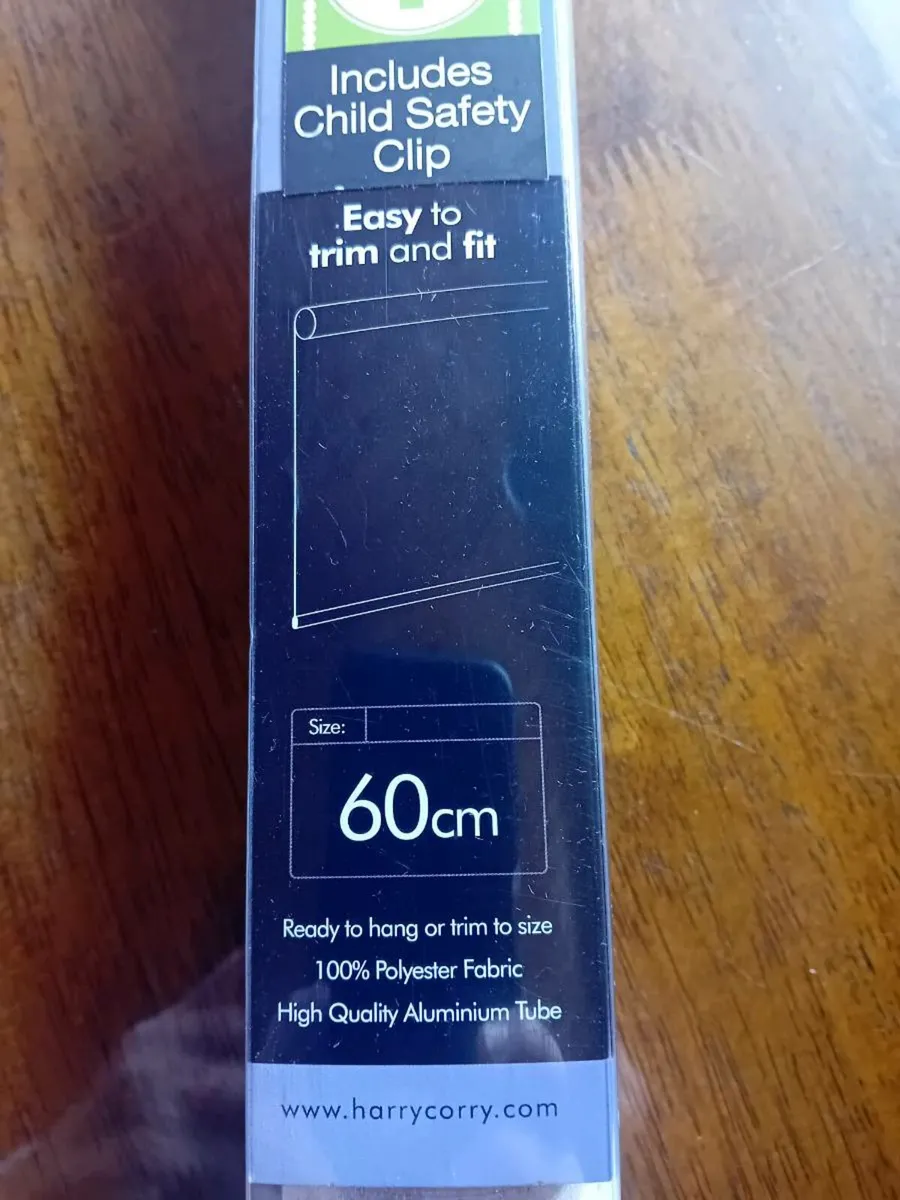 Includes
Child Safety
Clip
Easy to
trim and fit
Size:
60cm
Ready to hang or trim to size
100% Polyester Fabric
High Quality Aluminium Tube
www.harrycorry.com